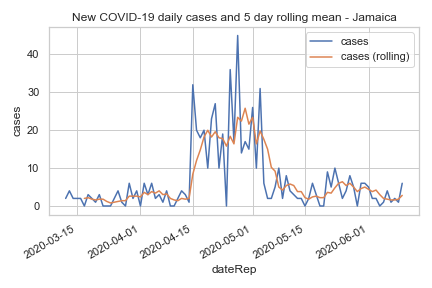 New COVID-19 daily cases and 5 day rolling mean - Jamaica
cases
cases (rolling)
cases
40
30
20
10
0
2020-03-15
2020-04-01
2020-04-15
2020-05-01
2020-05-15
2020-06-01
dateRep